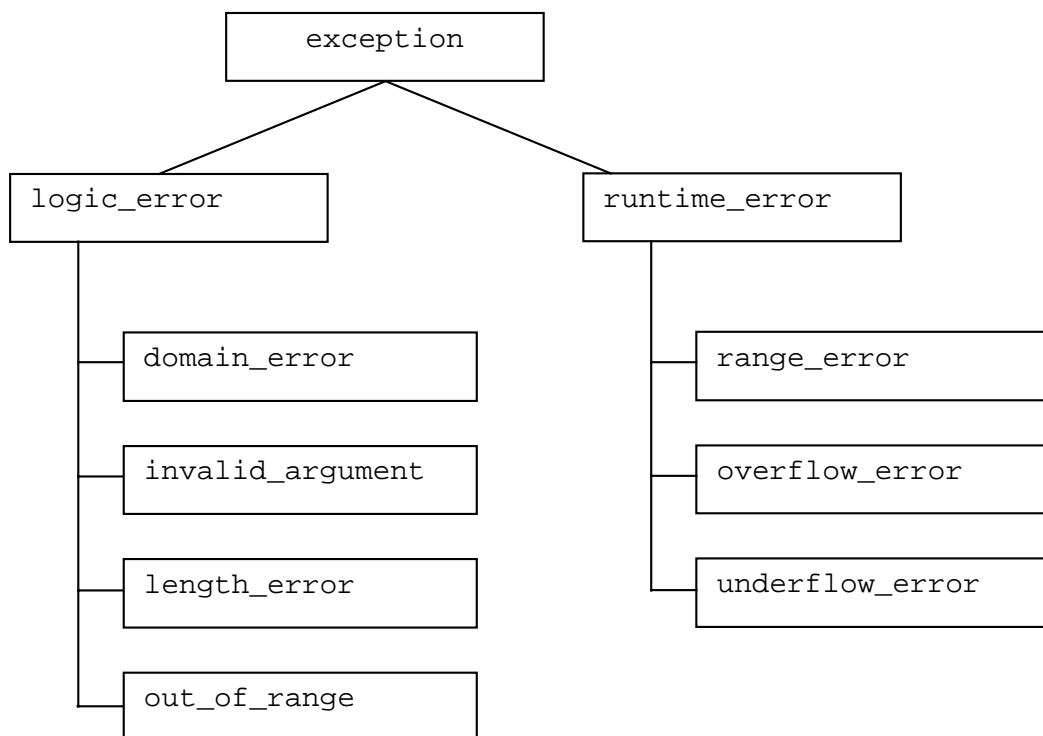 exception
logic_error
runtime_error
domain_error
range_error
invalid_argument
overflow_error
length_error
underflow_error
out_of_range